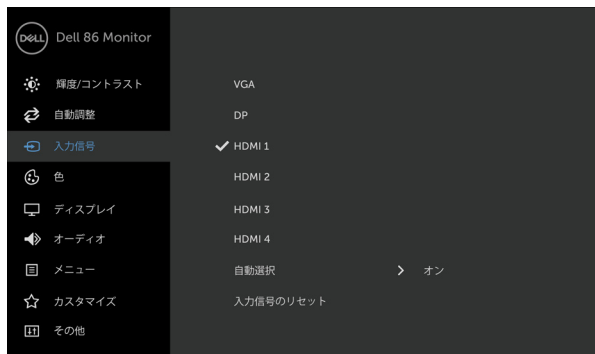 DELL Dell 86 Monitor
輝度/コントラスト
自動調整
入力信号
色
ディスプレイ
オーディオ
メニュー
カスタマイズ
その他
VGA
DP
HDMI 1
HDMI 2
HDMI 3
HDMI 4
自動選択 オン
入力信号のリセット